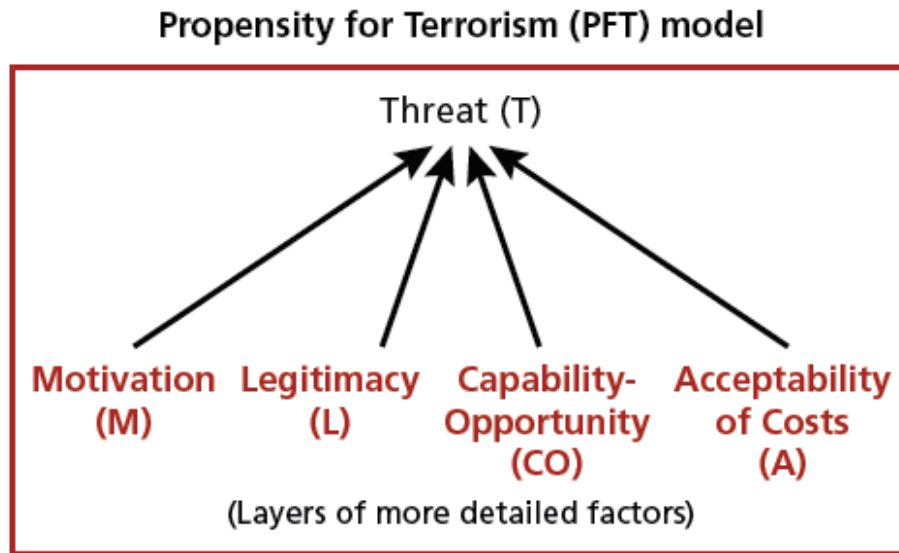 Propensity for Terrorism (PFT) model
Threat (T)
Motivation
(M)
Legitimacy
(L)
Capability-
Opportunity
(CO)
Acceptability
of Costs
(A)
(Layers of more detailed factors)